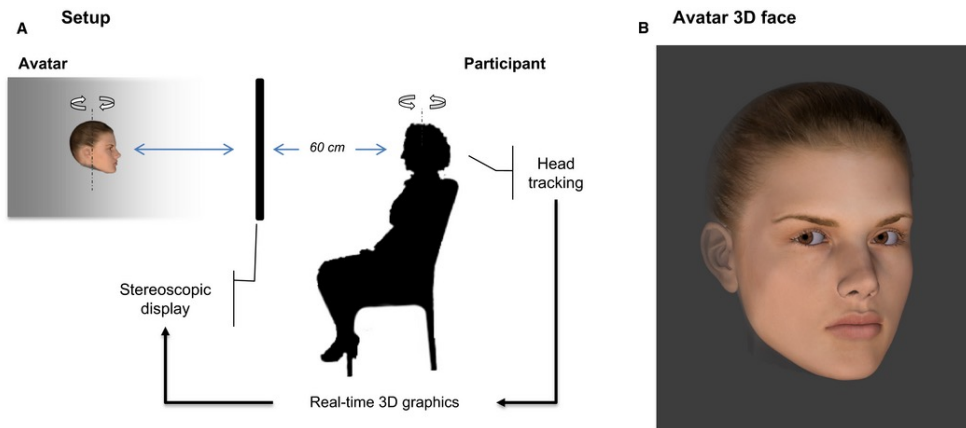 A
Setup
Avatar
Participant
60 cm
Head
tracking
Stereoscopic
display
Real-time 3D graphics
B
Avatar 3D face